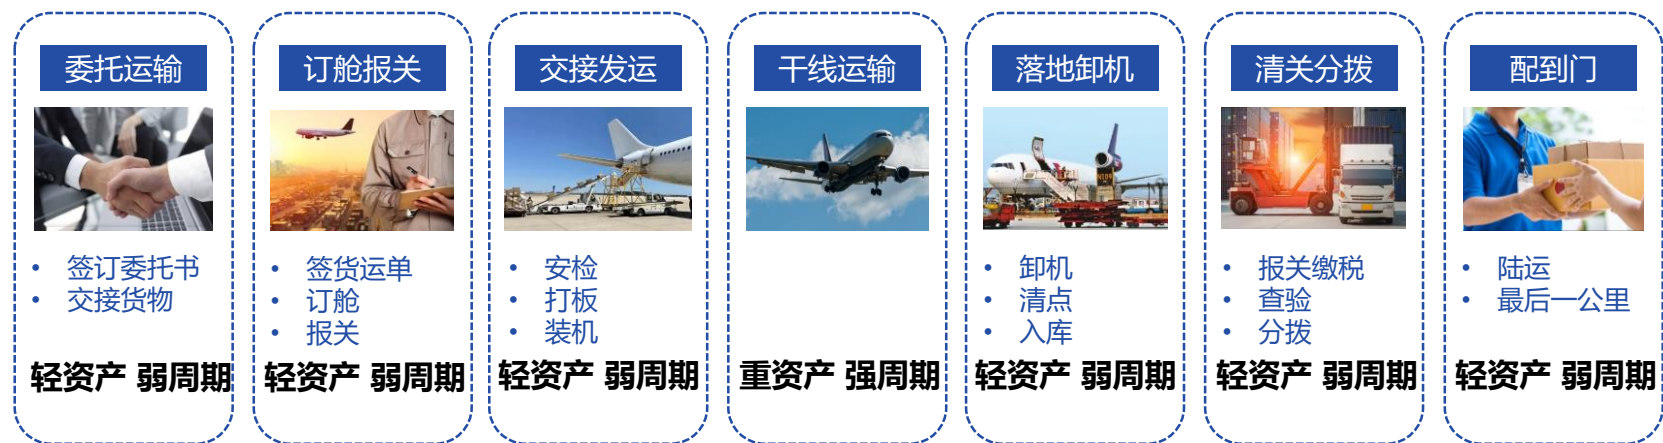 委托运输
• 签订委托书
• 交接货物
轻资产 弱周期
订舱报关
• 签货运单
• 订舱
• 报关
轻资产 弱周期
交接发运
• 安检
• 打板
• 装机
轻资产 弱周期
干线运输
重资产 强周期
落地卸机
N109
• 卸机
• 清点
• 入库
轻资产 弱周期
清关分拨
• 报关缴税
• 查验
• 分拨
轻资产 弱周期
配到门
• 陆运
• 最后一公里
轻资产 弱周期